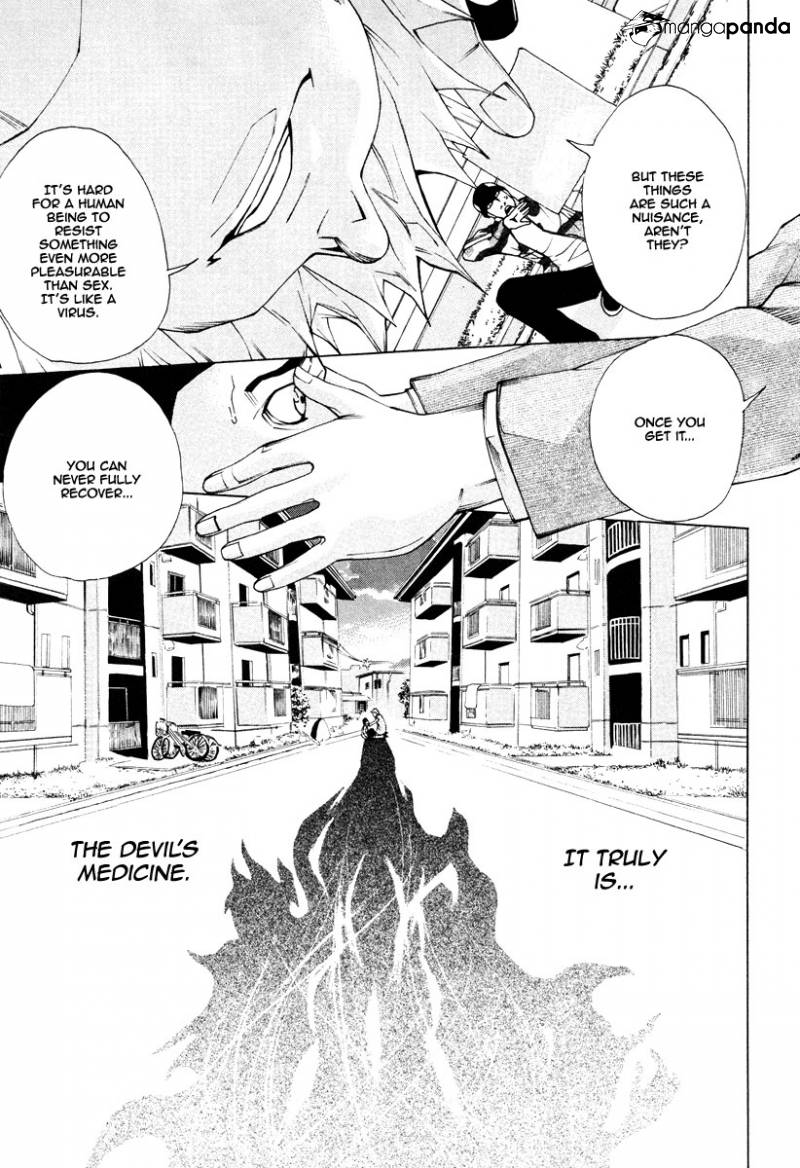 mangapanda
BUT THESE
THINGS
ARE SUCH A
NUISANCE,
AREN'T
THEY?
IT'S HARD
FOR A HUMAN
BEING TO
RESIST
SOMETHING
EVEN MORE
PLEASURABLE
THAN SEX.
IT'S LIKE A
VIRUS.
ONCE YOU
GET IT...
YOU CAN
NEVER FULLY
RECOVER...
IT TRULY
IS...
THE DEVIL'S
MEDICINE.